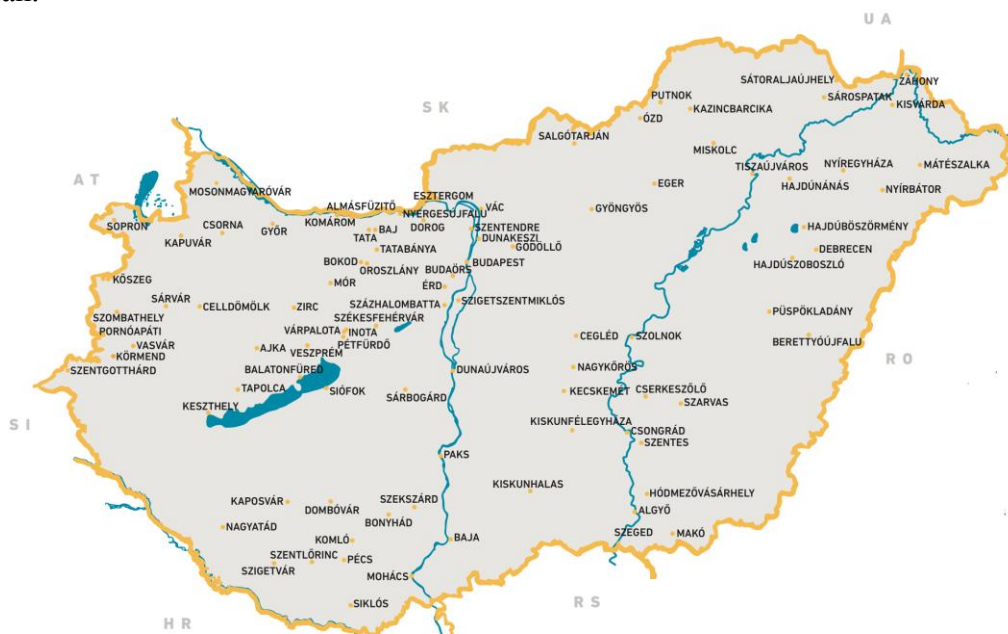 UA
SÁTORALJAÚJHELY
ZÁHONY
PUTNOK
SÁROSPATAK
SK
KAZINCBARCIKA
KISVÁRDA
ÓZD
SALGÓTARJÁN
MISKOLC
NYÍREGYHÁZA
TISZAÚJVÁROS
MÁTÉSZALKA
AT
EGER
HAJDÚNÁNÁS
MOSONMAGYARÓVÁR
NYÍRBÁTOR
ESZTERGOM
ALMÁSFÜZITŐ
VÁC
GYÖNGYÖS
NYERGESÚJFALU
SOPRON
CSORNA
KOMÁROM
GYŐR
BAJ
DOROG
SZENTENDRE
HAJDÚBÖSZÖRMÉNY
KAPUVÁR
TATA
DUNAKESZI
TATABÁNYA
GÖDÖLLŐ
DEBRECEN
BOKOD
OROSZLÁNY
BUDAPEST
HAJDÚSZOBOSZLÓ
BUDAÖRS
KŐSZEG
MÓR
ÉRD
SÁRVÁR
CELLDÖMÖLK
ZIRC
SZÁZHALOMBATTA
SZIGETSZENTMIKLÓS
SZOMBATHELY
SZÉKESFEHÉRVÁR
PÜSPÖKLADÁNY
PORNÓAPÁTI
VÁRPALOTA
INOTA
CEGLÉD
SZOLNOK
PÉTFÜRDŐ
BERETTYÓÚJFALU
VASVÁR
AJKA
VESZPRÉM
KÖRMEND
RO
SZENTGOTTHÁRD
BALATONFÜRED
DUNAÚJVÁROS
NAGYKŐRÖS
TAPOLCA
SIÓFOK
KECSKEMÉT
CSERKESZŐLŐ
SÁRBOGÁRD
SZARVAS
KESZTHELY
SI
KISKUNFÉLEGYHÁZA
CSONGRÁD
SZENTES
PAKS
KISKUNHALAS
HÓDMEZŐVÁSÁRHELY
KAPOSVÁR
SZEKSZÁRD
DOMBÓVÁR
ALGYŐ
BONYHÁD
NAGYATÁD
SZEGED
MAKÓ
KOMLÓ
BAJA
SZENTLŐRINC
PÉCS
SZIGETVÁR
MOHÁCS
SIKLÓS
RS
HR